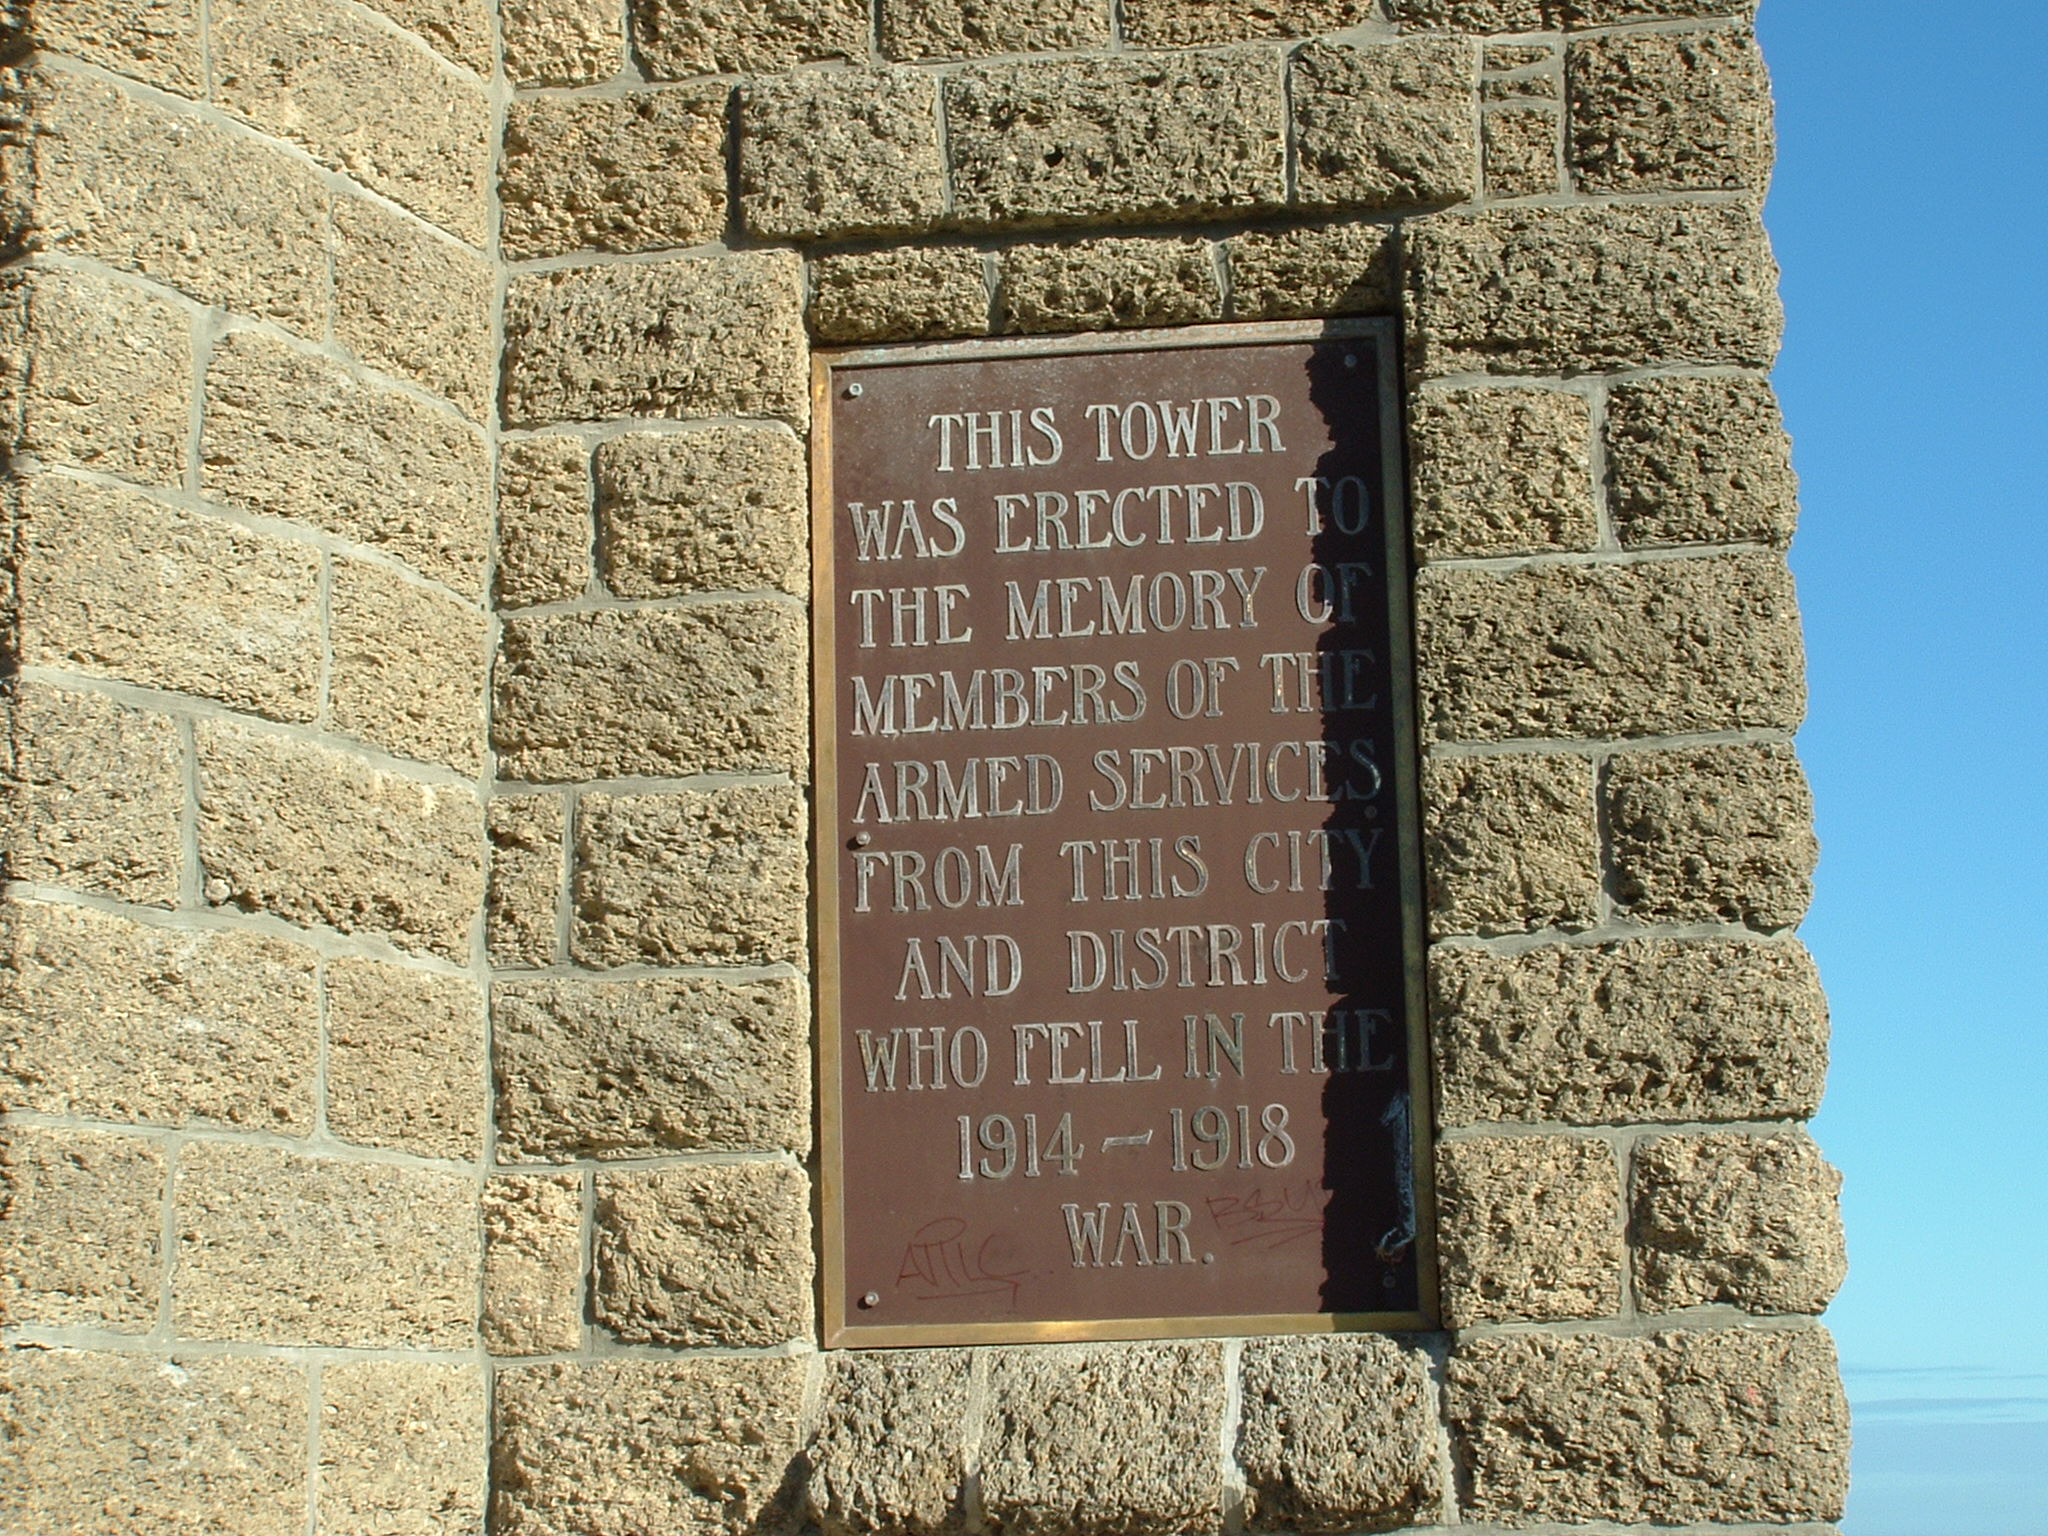 THIS TOWER
WAS ERECTED TO
THE MEMORY OF
MEMBERS OF THE
ARMED SERVICES
FROM THIS CITY
AND DISTRICT
WHO FELL IN THE
1914 – 1918
WAR.